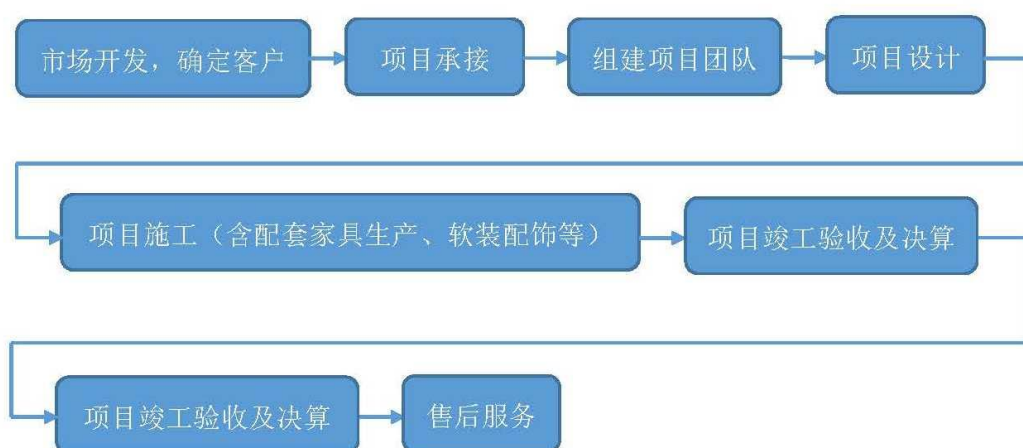 市场开发，确定客户
项目承接
组建项目团队
项目设计
项目施工（含配套家具生产、软装配饰等）
项目竣工验收及决算
项目竣工验收及决算
售后服务